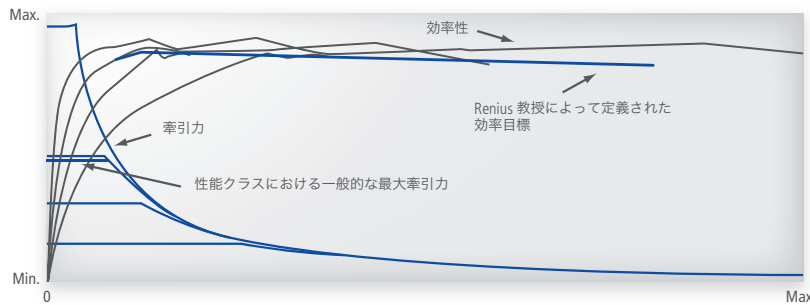 Max.
効率性
Renius 教授によって定義された
効率目標
牽引力
性能クラスにおける一般的な最大牽引力
Min.
0
Max